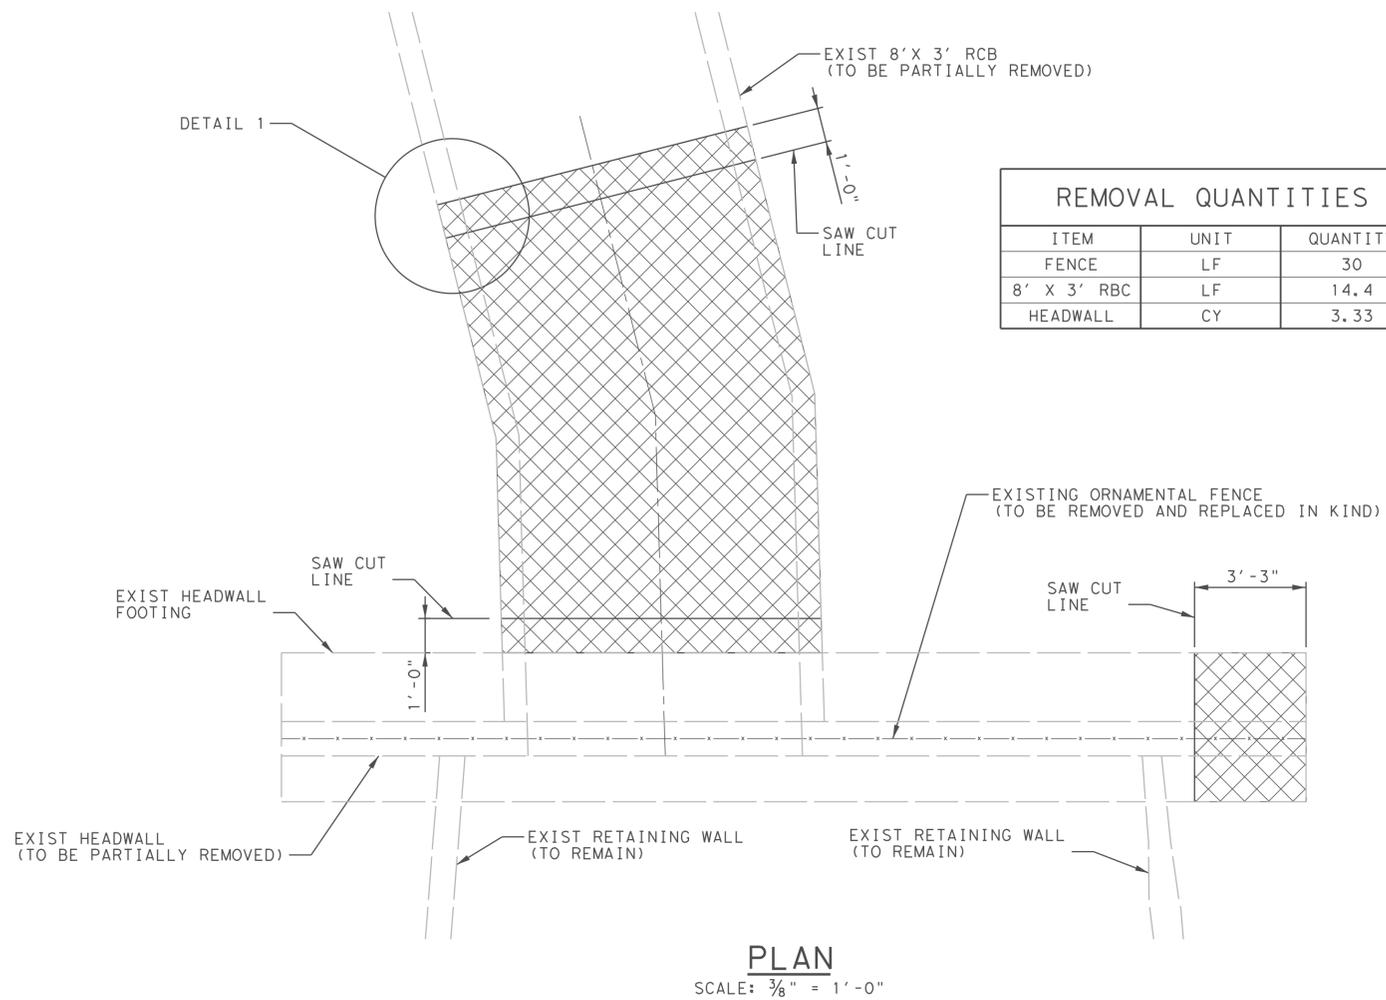 EXIST 8'X 3' RCB
(TO BE PARTIALLY REMOVED)
DETAIL 1
1'-0"
SAW CUT
LINE
REMOVAL QUANTITIES
ITEM UNIT QUANTIT
FENCE LF 30
8' X 3' RBC LF 14.4
HEADWALL CY 3.33
EXISTING ORNAMENTAL FENCE
(TO BE REMOVED AND REPLACED IN KIND)
SAW CUT
LINE
EXIST HEADWALL
FOOTING
1'-0"
SAW CUT
LINE
3'-3"
EXIST HEADWALL
(TO BE PARTIALLY REMOVED)
EXIST RETAINING WALL
(TO REMAIN)
EXIST RETAINING WALL
(TO REMAIN)
PLAN
SCALE: ⅜" = 1'-0"